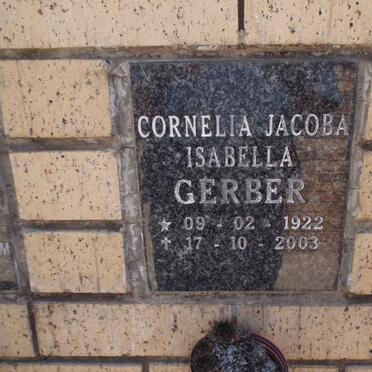 CORNELIA JACOBA
ISABELLA
GERBER
★ 09 - 02 - 1922
✝ 17 - 10 - 2003
M